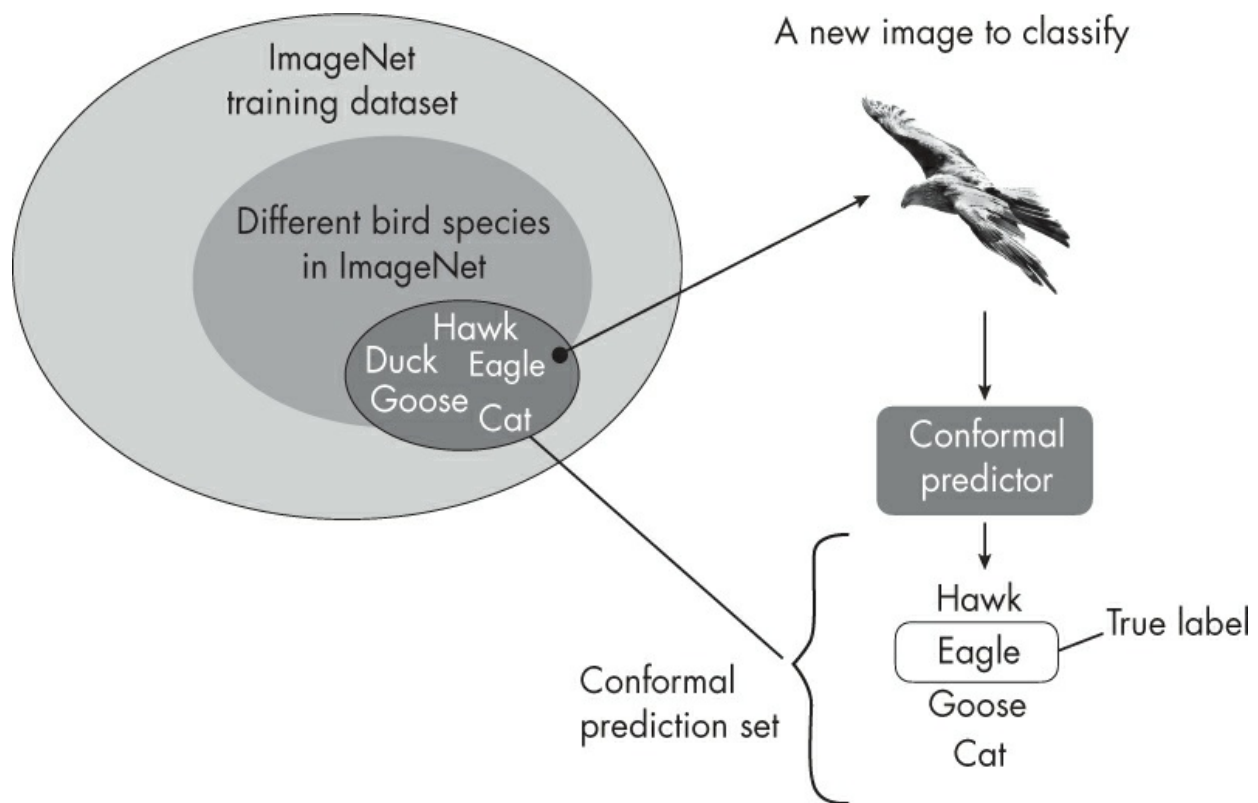 ImageNet
training dataset
Different bird species
in ImageNet
Hawk
Duck Eagle
Goose
Cat
A new image to classify
Conformal
predictor
Hawk
Eagle
True label
Goose
Cat
Conformal
prediction set